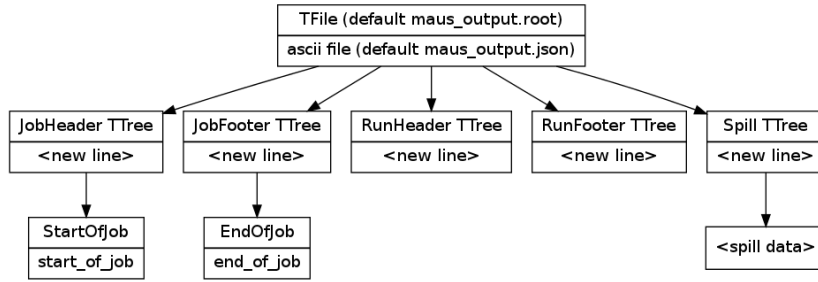 TFile (default maus_output.root)
ascii file (default maus_output.json)
JobHeader TTree
<new line>
JobFooter TTree
<new line>
RunHeader TTree
<new line>
RunFooter TTree
<new line>
Spill TTree
<new line>
StartOfJob
start_of_job
EndOfJob
end_of_job
<spill data>